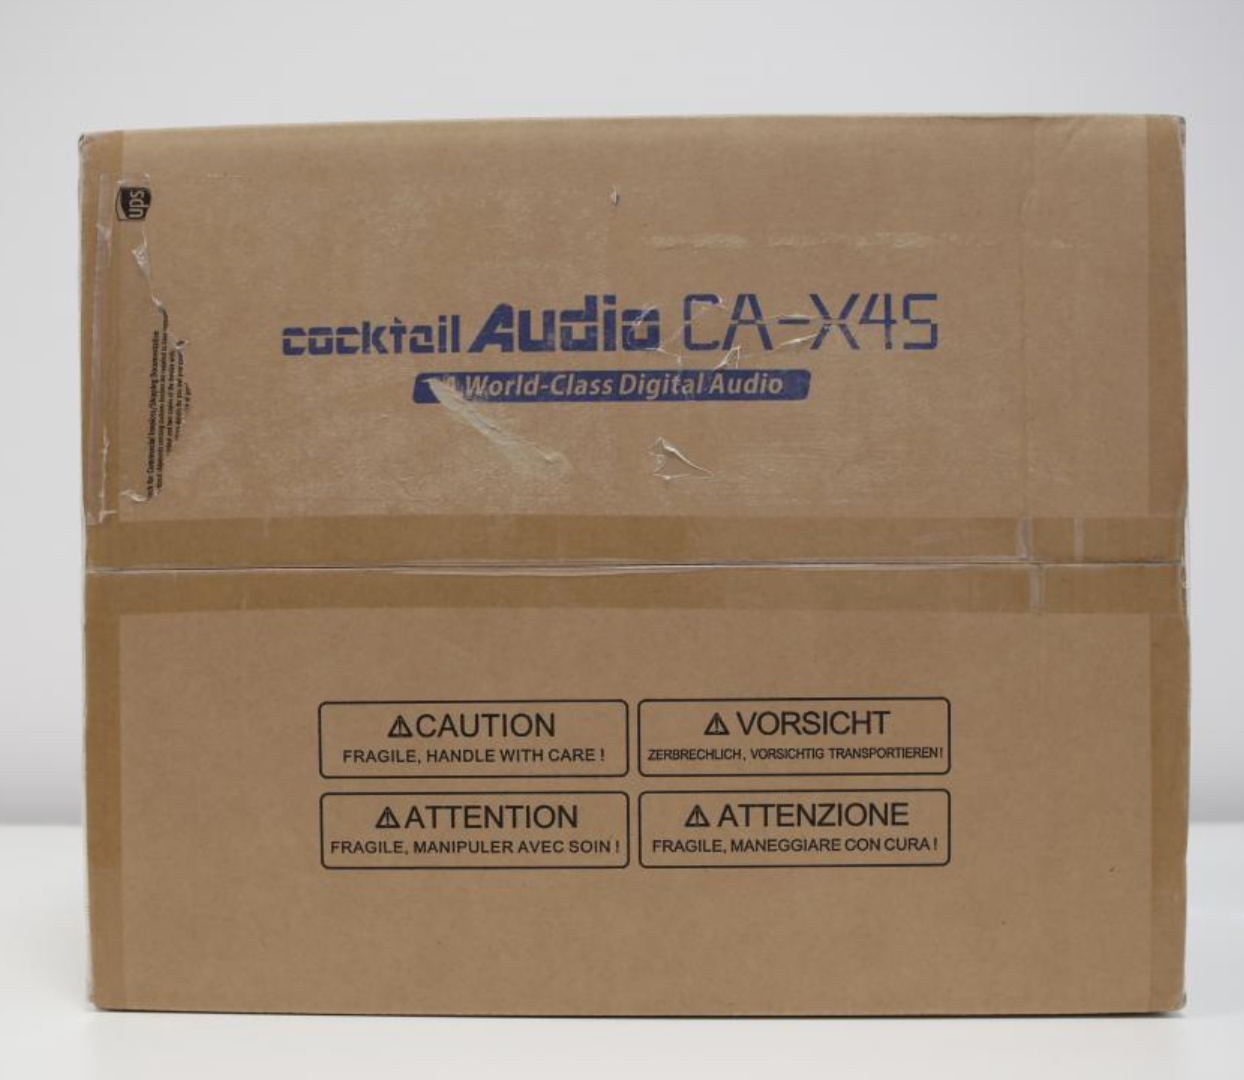 ups
cocktail Audio CA-X4S
A World-Class Digital Audio
⚠CAUTION
FRAGILE, HANDLE WITH CARE !
⚠ VORSICHT
ZERBRECHLICH, VORSICHTIG TRANSPORTIEREN!
⚠ATTENTION
FRAGILE, MANIPULER AVEC SOIN !
⚠ ATTENZIONE
FRAGILE, MANEGGIARE CON CURA !